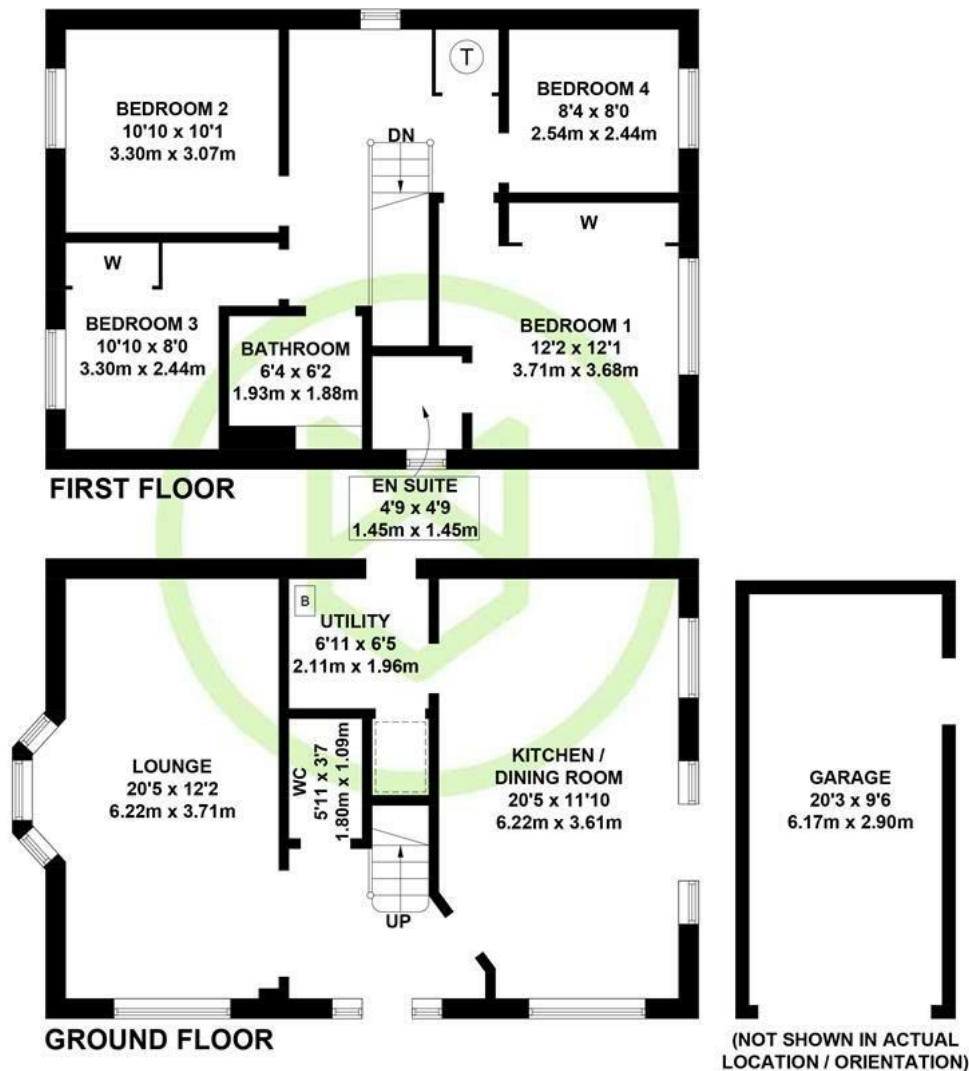 BEDROOM 2
10'10 x 10'1
3.30m x 3.07m
T
BEDROOM 4
8'4 x 8'0
2.54m x 2.44m
DN
W
W
BEDROOM 3
10'10 x 8'0
3.30m x 2.44m
BATHROOM
6'4 x 6'2
1.93m x 1.88m
BEDROOM 1
12'2 x 12'1
3.71m x 3.68m
FIRST FLOOR
EN SUITE
4'9 x 4'9
1.45m x 1.45m
B
UTILITY
6'11 x 6'5
2.11m x 1.96m
LOUNGE
20'5 x 12'2
6.22m x 3.71m
WC
5'11 x 3'7
1.80m x 1.09m
KITCHEN /
DINING ROOM
20'5 x 11'10
6.22m x 3.61m
GARAGE
20'3 x 9'6
6.17m x 2.90m
UP
GROUND FLOOR
(NOT SHOWN IN ACTUAL
LOCATION / ORIENTATION)